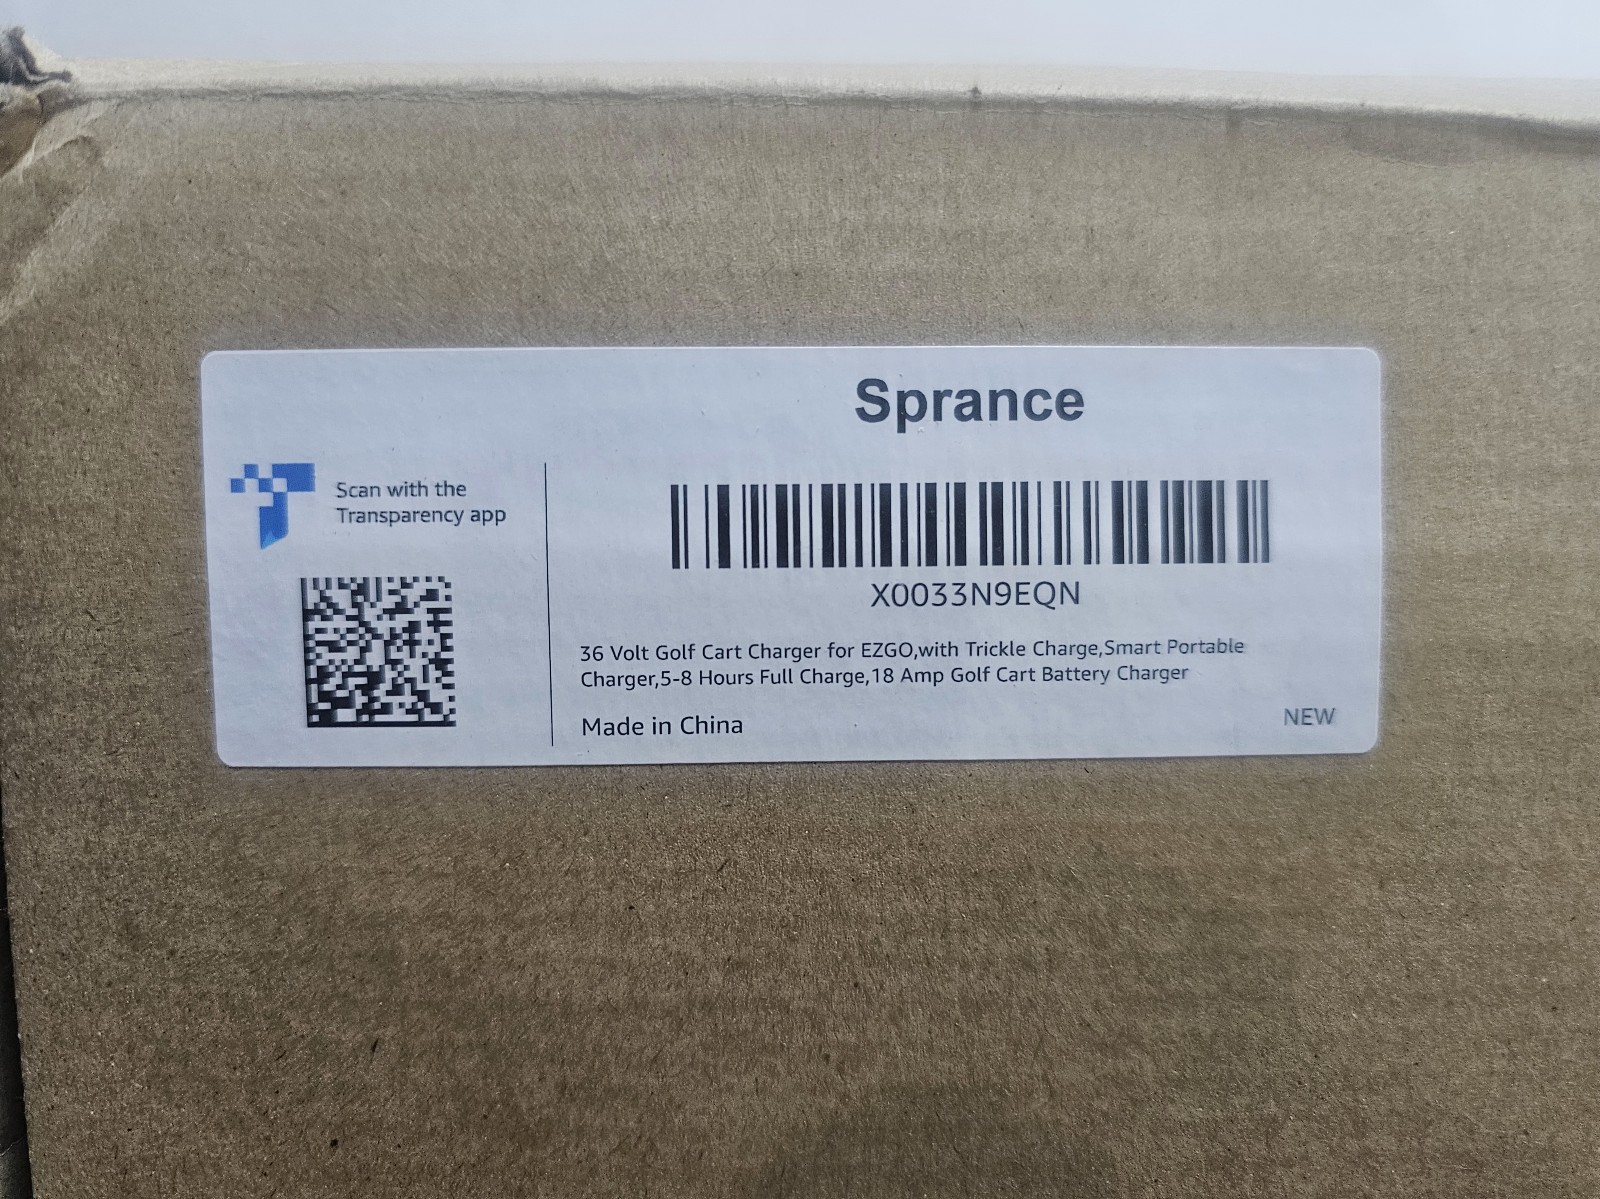 Sprance
Scan with the
Transparency app
X0033N9EQN
36 Volt Golf Cart Charger for EZGO,with Trickle Charge,Smart Portable
Charger,5-8 Hours Full Charge,18 Amp Golf Cart Battery Charger
Made in China
NEW